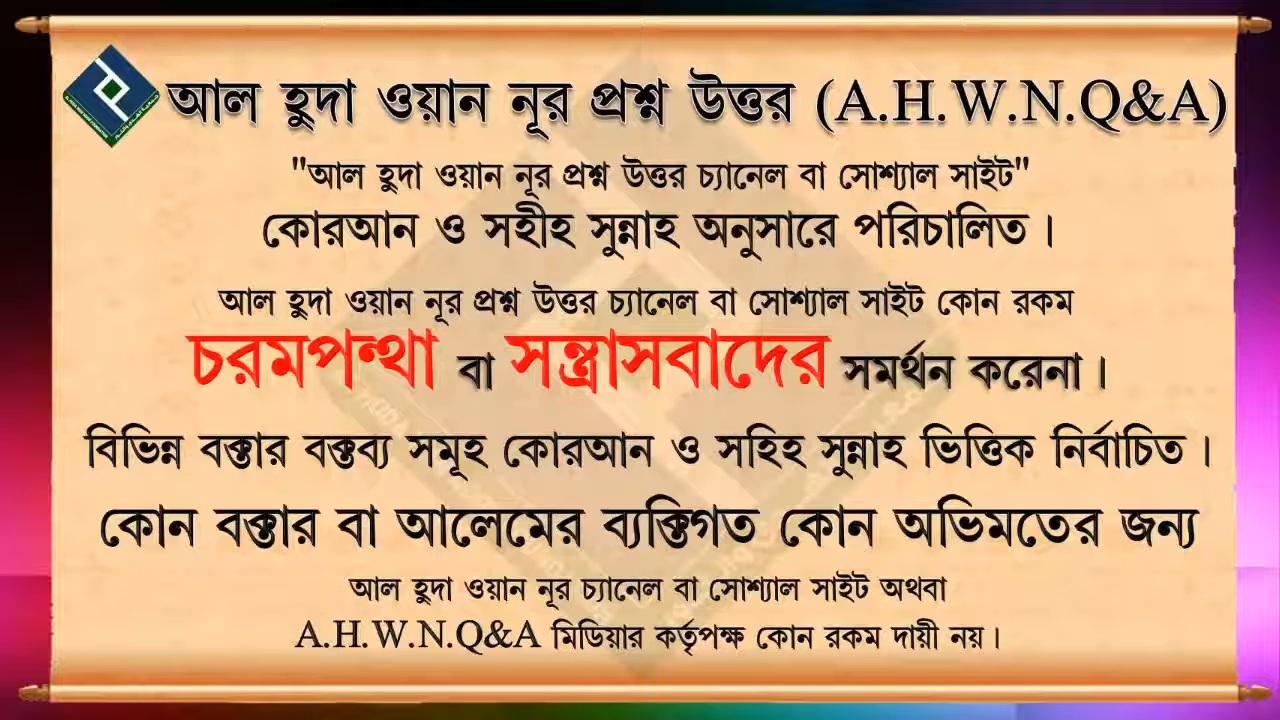 আল হুদা ওয়ান নূর প্রশ্ন উত্তর (A.H.W.N.Q&A)
"আল হুদা ওয়ান নূর প্রশ্ন উত্তর চ্যানেল বা সোশ্যাল সাইট"
কোরআন ও সহীহ সুন্নাহ অনুসারে পরিচালিত।
আল হুদা ওয়ান নূর প্রশ্ন উত্তর চ্যানেল বা সোশ্যাল সাইট কোন রকম
চরমপন্থা বা সন্ত্রাসবাদের সমর্থন করেনা।
বিভিন্ন বক্তার বক্তব্য সমূহ কোরআন ও সহিহ সুন্নাহ ভিত্তিক নির্বাচিত।
কোন বক্তার বা আলেমের ব্যক্তিগত কোন অভিমতের জন্য
আল হুদা ওয়ান নূর চ্যানেল বা সোশ্যাল সাইট অথবা
A.H.W.N.Q&A মিডিয়ার কর্তৃপক্ষ কোন রকম দায়ী নয়।